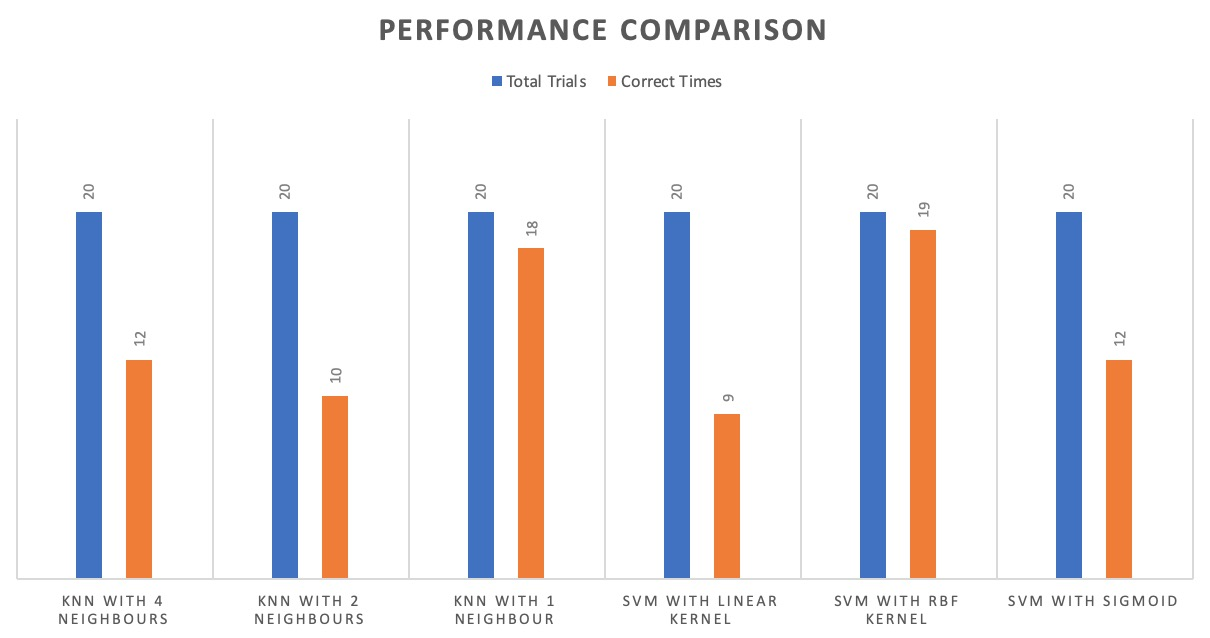 PERFORMANCE COMPARISON
Total Trials
Correct Times
20
12
20
10
20
18
20
9
20
19
20
12
KNN WITH 4
NEIGHBOURS
KNN WITH 2
NEIGHBOURS
KNN WITH 1
NEIGHBOUR
SVM WITH LINEAR
KERNEL
SVM WITH RBF
KERNEL
SVM WITH SIGMOID